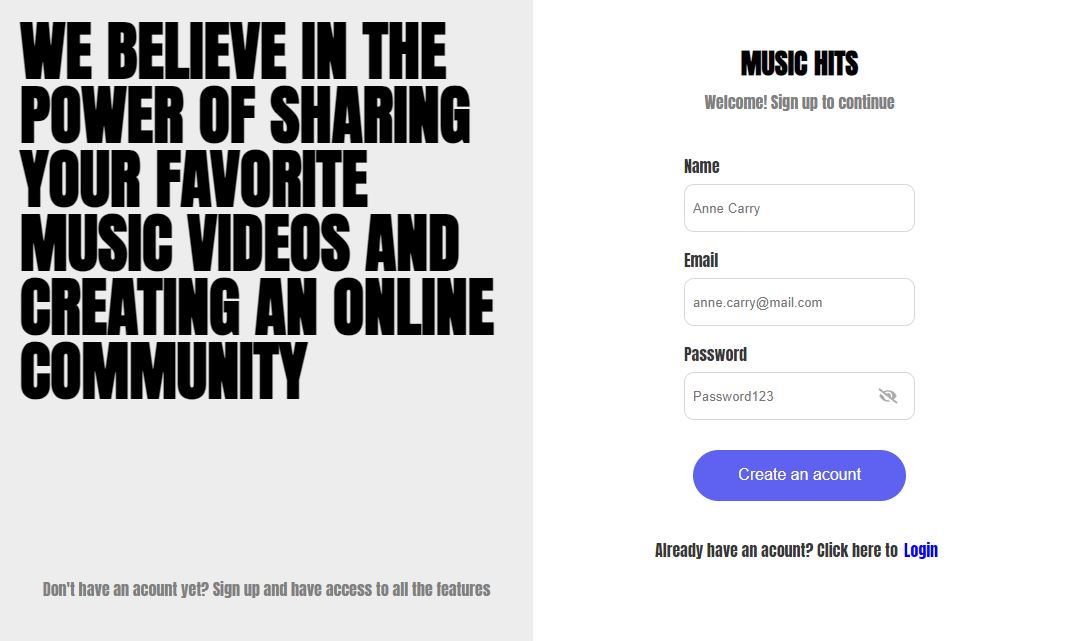 WE BELIEVE IN THE
POWER OF SHARING
YOUR FAVORITE
MUSIC VIDEOS AND
CREATING AN ONLINE
COMMUNITY
Don't have an acount yet? Sign up and have access to all the features
MUSIC HITS
Welcome! Sign up to continue
Name
Anne Carry
Email
anne.carry@mail.com
Password
Password123
Create an acount
Already have an acount? Click here to Login